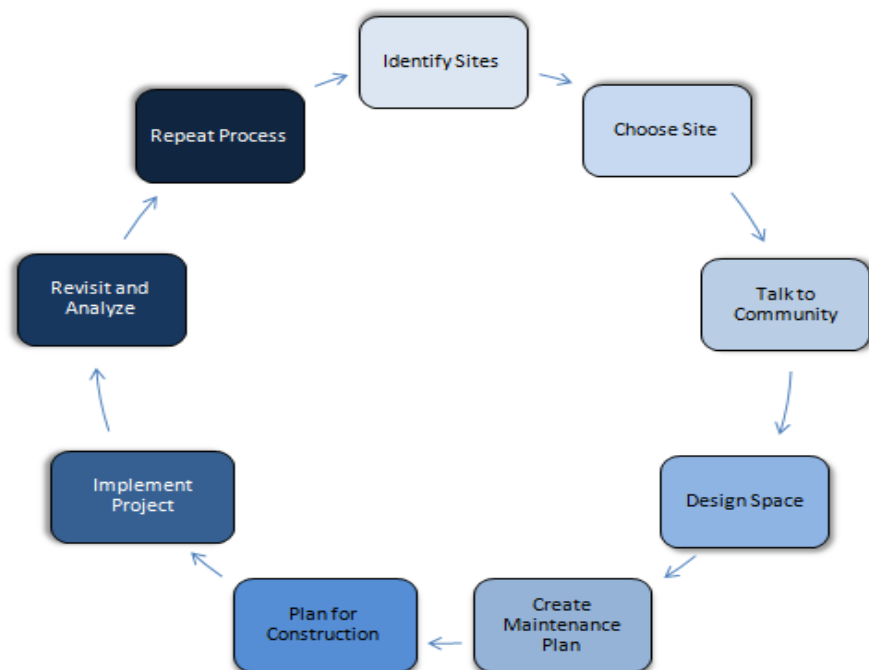 Identify Sites
Choose Site
Talk to
Community
Design Space
Create
Maintenance
Plan
Plan for
Construction
Implement
Project
Revisit and
Analyze
Repeat Process